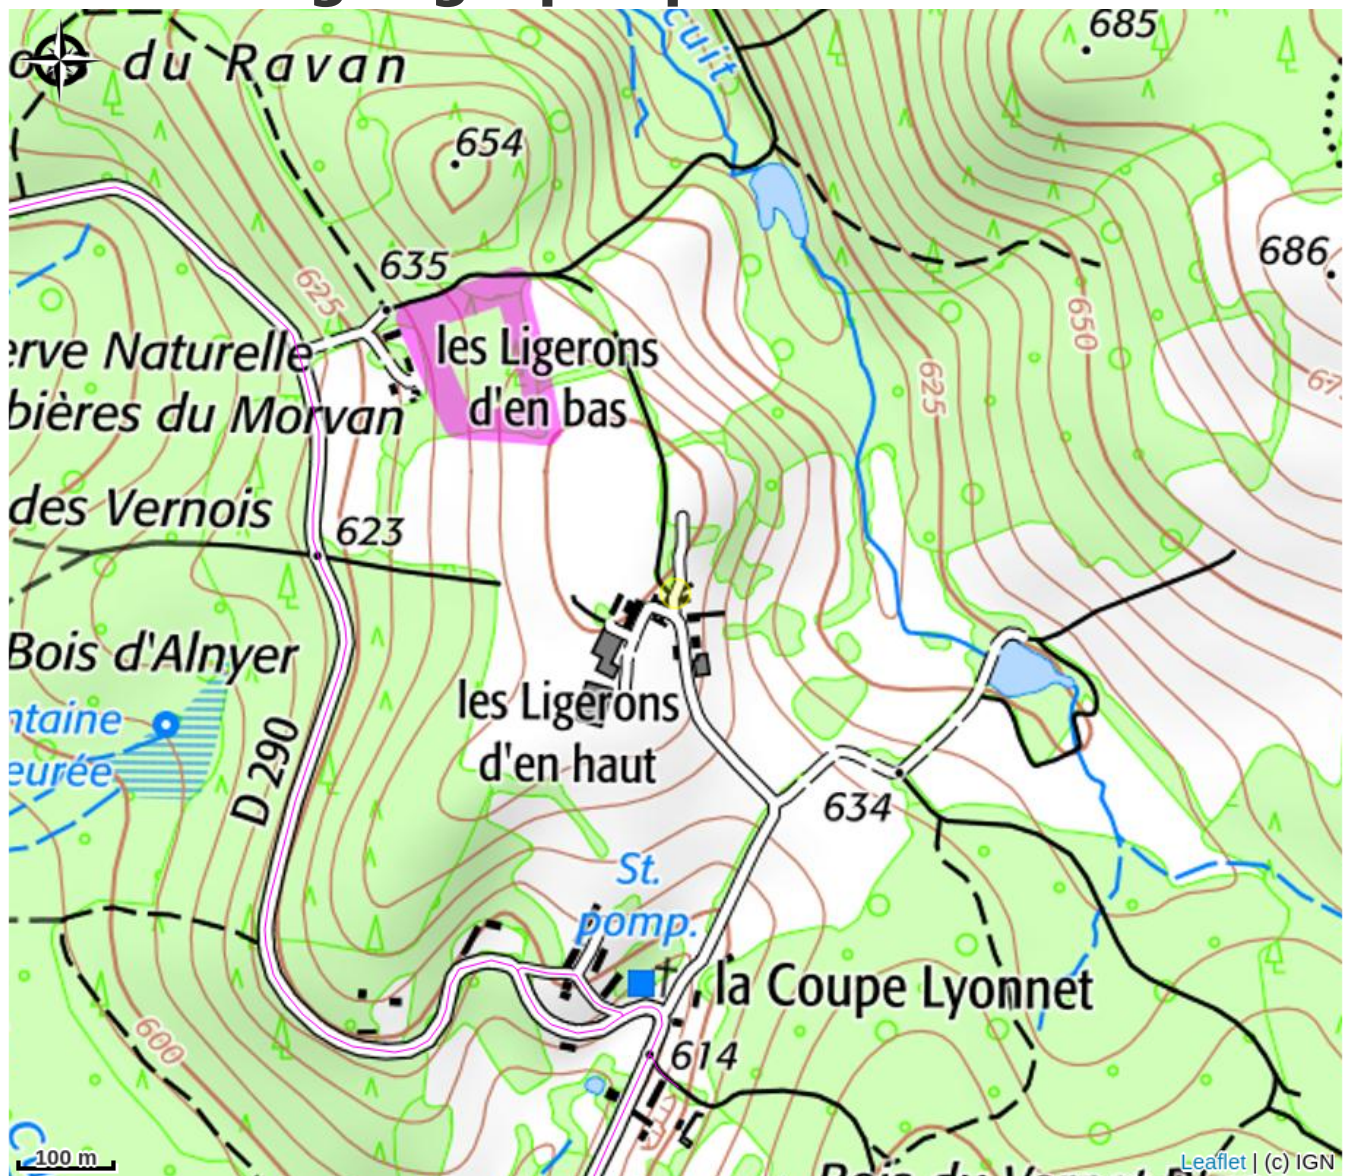 685
du Ravan
cuit
654
686
635
625
650
erve Naturelle
les Ligerons
d'en bas
625
bières du Morvan
des Vernois
623
Bois d'Alnyer
ntaine
eurée
les Ligerons
d'en haut
D 290
634
St.
pomp.
la Coupe Lyonnet
600
614
100 m
Leaflet | (c) IGN